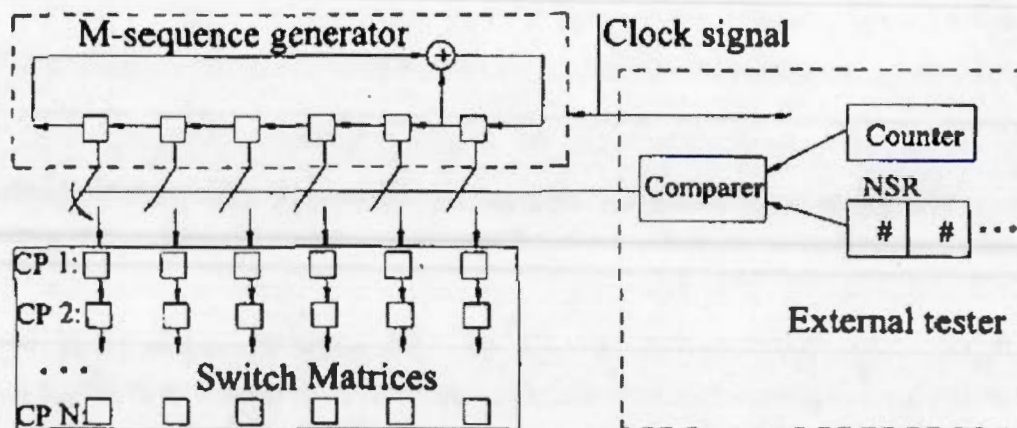 M-sequence generator
+
Clock signal
Counter
Comparer
NSR
# # ...
CP 1:
CP 2:
External tester
...
Switch Matrices
CP N: